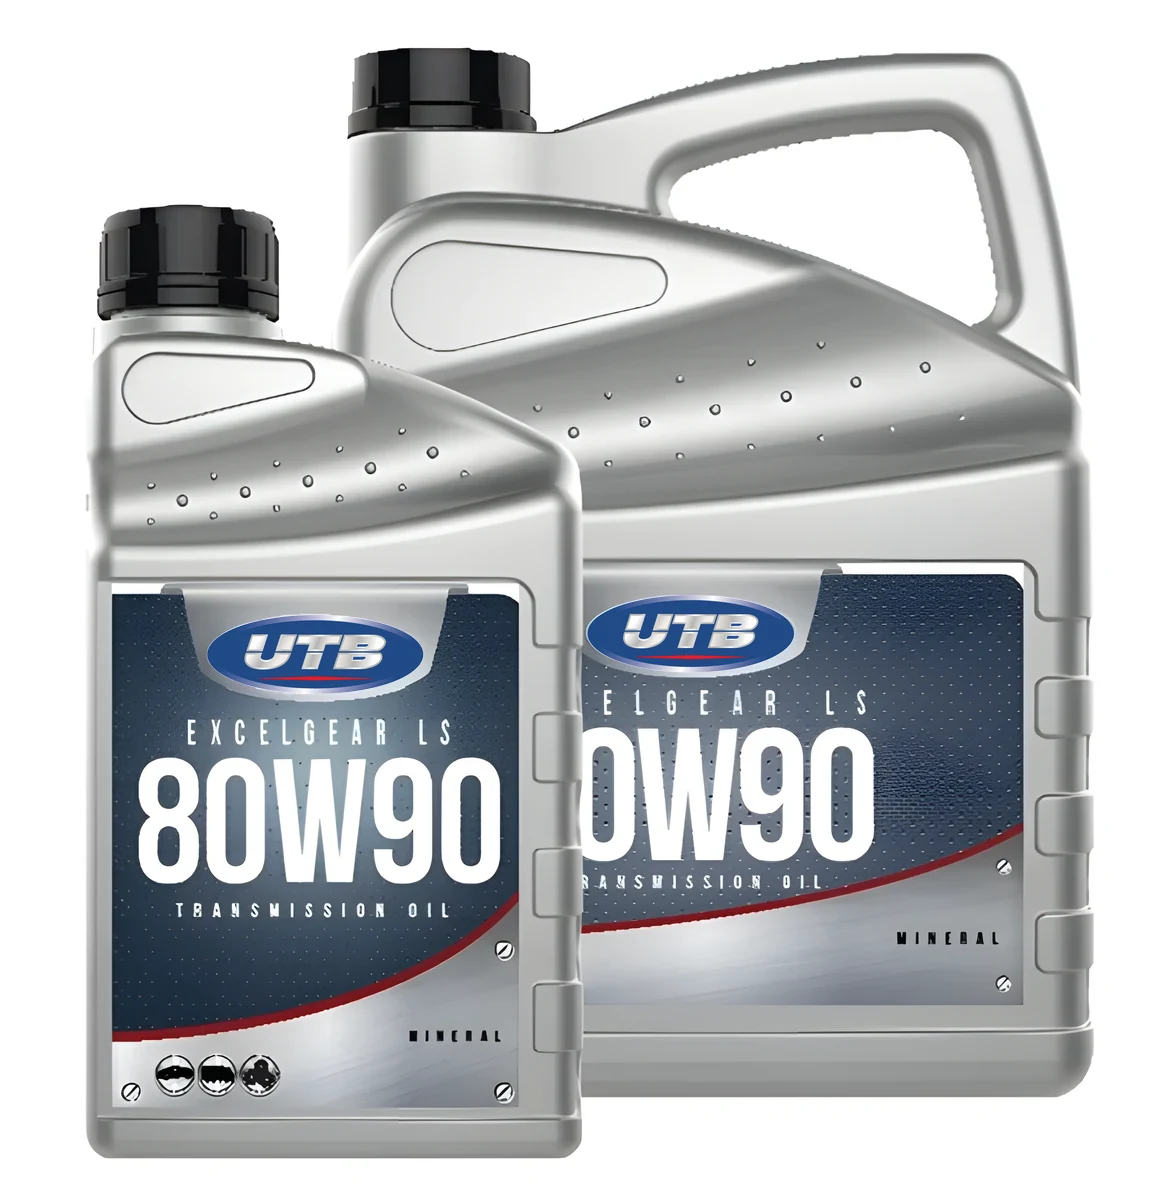 UTB
EXCELGEAR LS
80W90
TRANSMISSION OIL
MINERAL
UTB
ELGEAR LS
0W90
RANSMISSION OIL
MINERAL